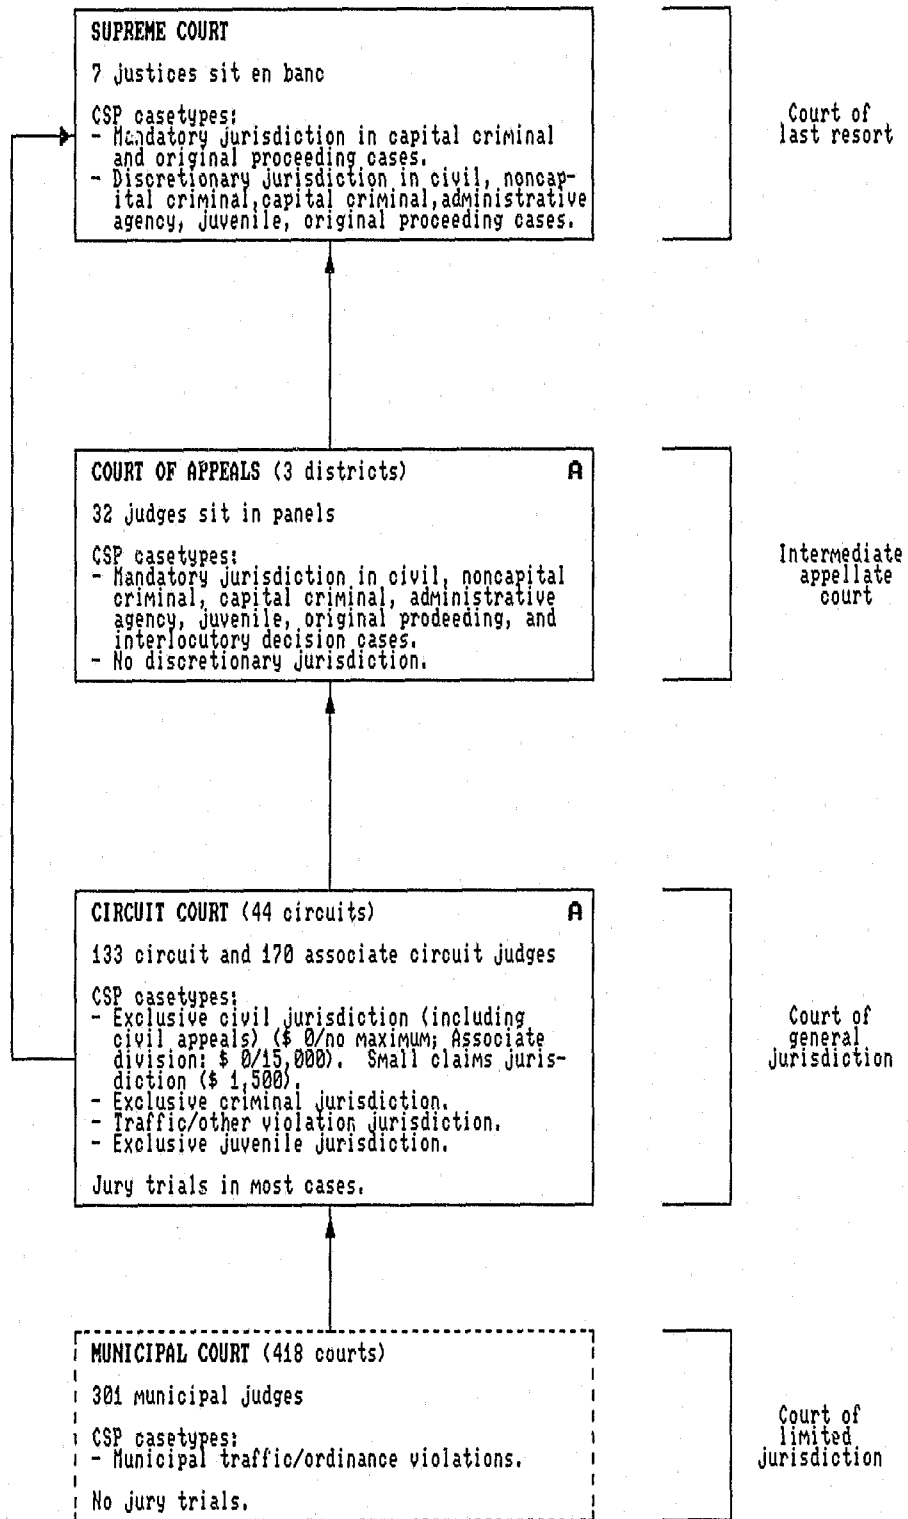 SUPREME COURT
7 justices sit en banc
CSP casetypes:
- Mandatory jurisdiction in capital criminal
and original proceeding cases.
- Discretionary jurisdiction in civil, noncap-
ital criminal,capital criminal,administrative
agency, juvenile, original proceeding cases.
Court of
last resort
COURT OF APPEALS (3 districts) A
32 judges sit in panels
CSP casetypes:
- Mandatory jurisdiction in civil, noncapital
criminal, capital criminal, administrative
agency, juvenile, original prodeeding, and
interlocutory decision cases.
- No discretionary jurisdiction.
Intermediate
appellate
court
CIRCUIT COURT (44 circuits) A
133 circuit and 170 associate circuit judges
CSP casetypes:
- Exclusive civil jurisdiction (including
civil appeals) ($ 0/no maximum; Associate
division: $ 0/15,000). Small claims juris-
diction ($ 1,500).
- Exclusive criminal jurisdiction.
- Traffic/other violation jurisdiction.
- Exclusive juvenile jurisdiction.
Jury trials in most cases.
Court of
general
jurisdiction
MUNICIPAL COURT (418 courts)
301 municipal judges
CSP casetypes:
- Municipal traffic/ordinance violations.
No jury trials.
Court of
limited
jurisdiction